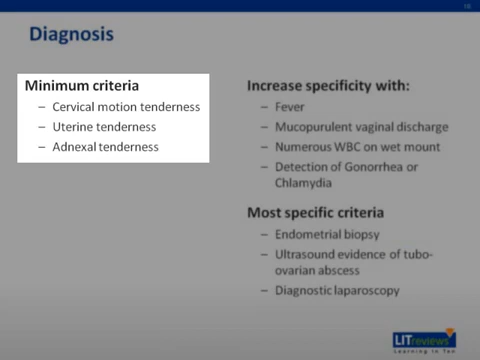 Diagnosis
Minimum criteria
– Cervical motion tenderness
– Uterine tenderness
– Adnexal tenderness
Increase specificity with:
– Fever
– Mucopurulent vaginal discharge
– Numerous WBC on wet mount
– Detection of Gonorrhea or
Chlamydia
Most specific criteria
– Endometrial biopsy
– Ultrasound evidence of tubo-
ovarian abscess
– Diagnostic laparoscopy
LITreviews
Learning in Ten